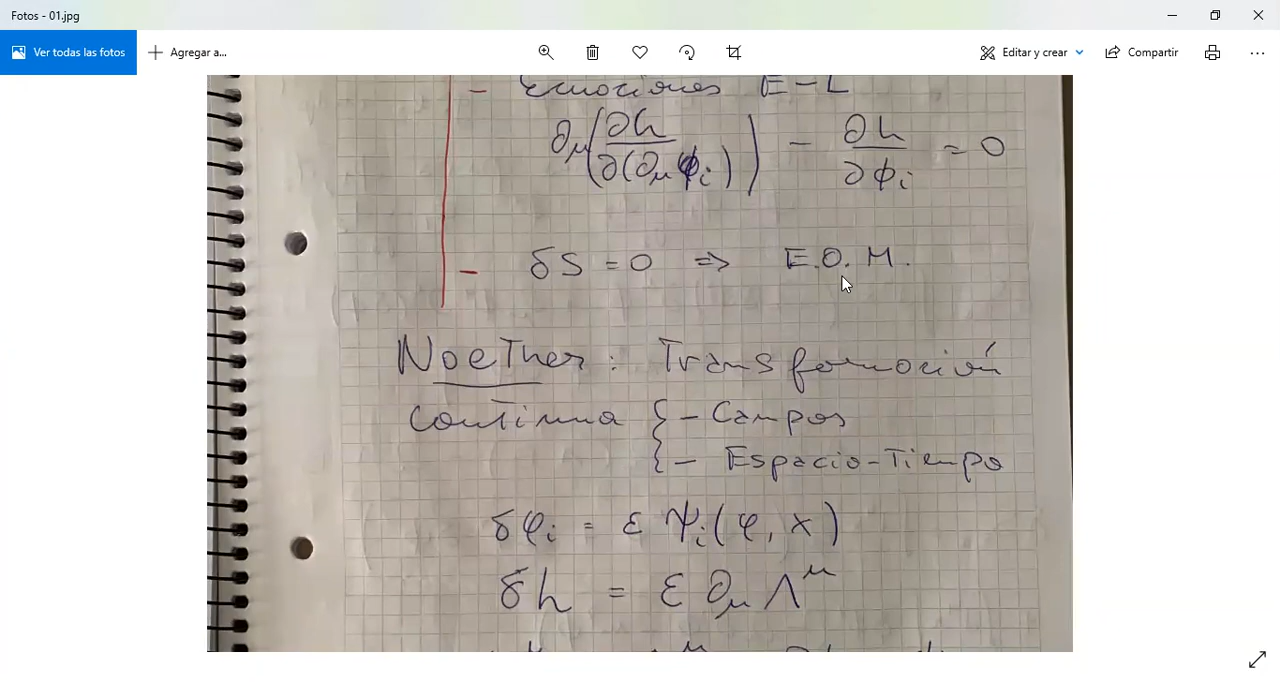 Fotos - 01.jpg
Ver todas las fotos
Agregar a...
Editar y crear
Compartir
- Ecuaciones E-L
∂μ(∂L/∂(∂μφi)) - ∂L/∂φi = 0
- δS = 0 => E.O.M.
Noether: Transformación
continua { - Campos
{ - Espacio-Tiempo
δφi = ε ψi(φ, x)
δL = ε ∂μ Λ^μ